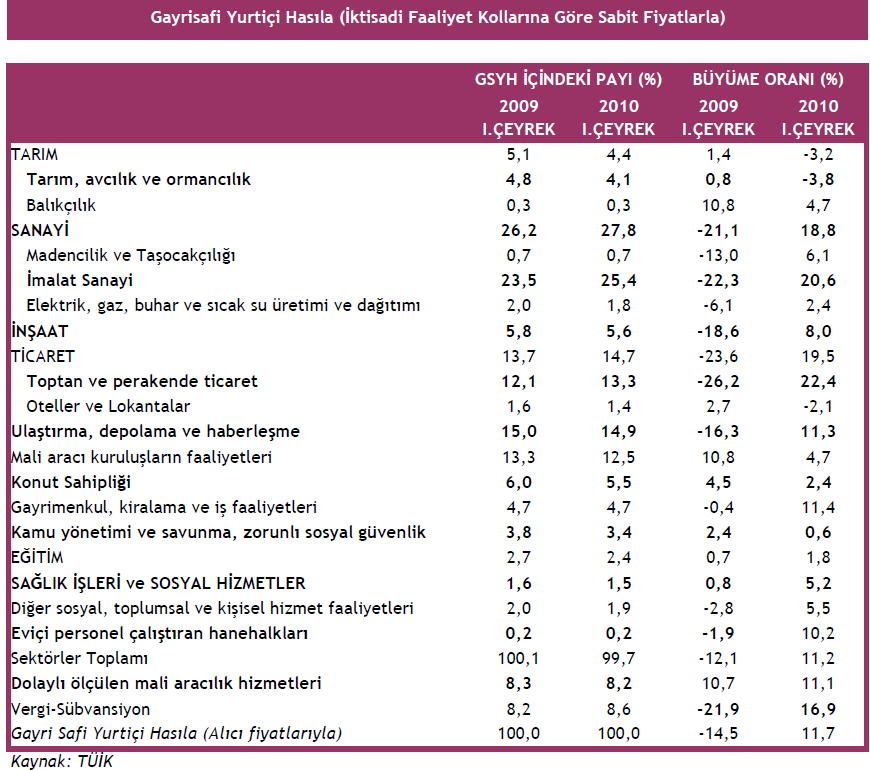 Gayrisafi Yurtiçi Hasıla (İktisadi Faaliyet Kollarına Göre Sabit Fiyatlarla)
GSYH İÇİNDEKİ PAYI (%) BÜYÜME ORANI (%)
2009 2010 2009 2010
I.ÇEYREK I.ÇEYREK I.ÇEYREK I.ÇEYREK
TARIM 5,1 4,4 1,4 -3,2
Tarım, avcılık ve ormancılık 4,8 4,1 0,8 -3,8
Balıkçılık 0,3 0,3 10,8 4,7
SANAYİ 26,2 27,8 -21,1 18,8
Madencilik ve Taşocakçılığı 0,7 0,7 -13,0 6,1
İmalat Sanayi 23,5 25,4 -22,3 20,6
Elektrik, gaz, buhar ve sıcak su üretimi ve dağıtımı 2,0 1,8 -6,1 2,4
İNŞAAT 5,8 5,6 -18,6 8,0
TİCARET 13,7 14,7 -23,6 19,5
Toptan ve perakende ticaret 12,1 13,3 -26,2 22,4
Oteller ve Lokantalar 1,6 1,4 2,7 -2,1
Ulaştırma, depolama ve haberleşme 15,0 14,9 -16,3 11,3
Mali aracı kuruluşların faaliyetleri 13,3 12,5 10,8 4,7
Konut Sahipliği 6,0 5,5 4,5 2,4
Gayrimenkul, kiralama ve iş faaliyetleri 4,7 4,7 -0,4 11,4
Kamu yönetimi ve savunma, zorunlı sosyal güvenlik 3,8 3,4 2,4 0,6
EĞİTİM 2,7 2,4 0,7 1,8
SAĞLIK İŞLERİ ve SOSYAL HİZMETLER 1,6 1,5 0,8 5,2
Diğer sosyal, toplumsal ve kişisel hizmet faaliyetleri 2,0 1,9 -2,8 5,5
Eviçi personel çalıştıran hanehalkları 0,2 0,2 -1,9 10,2
Sektörler Toplamı 100,1 99,7 -12,1 11,2
Dolaylı ölçülen mali aracılık hizmetleri 8,3 8,2 10,7 11,1
Vergi-Sübvansiyon 8,2 8,6 -21,9 16,9
Gayri Safi Yurtiçi Hasıla (Alıcı fiyatlarıyla) 100,0 100,0 -14,5 11,7
Kaynak: TÜİK